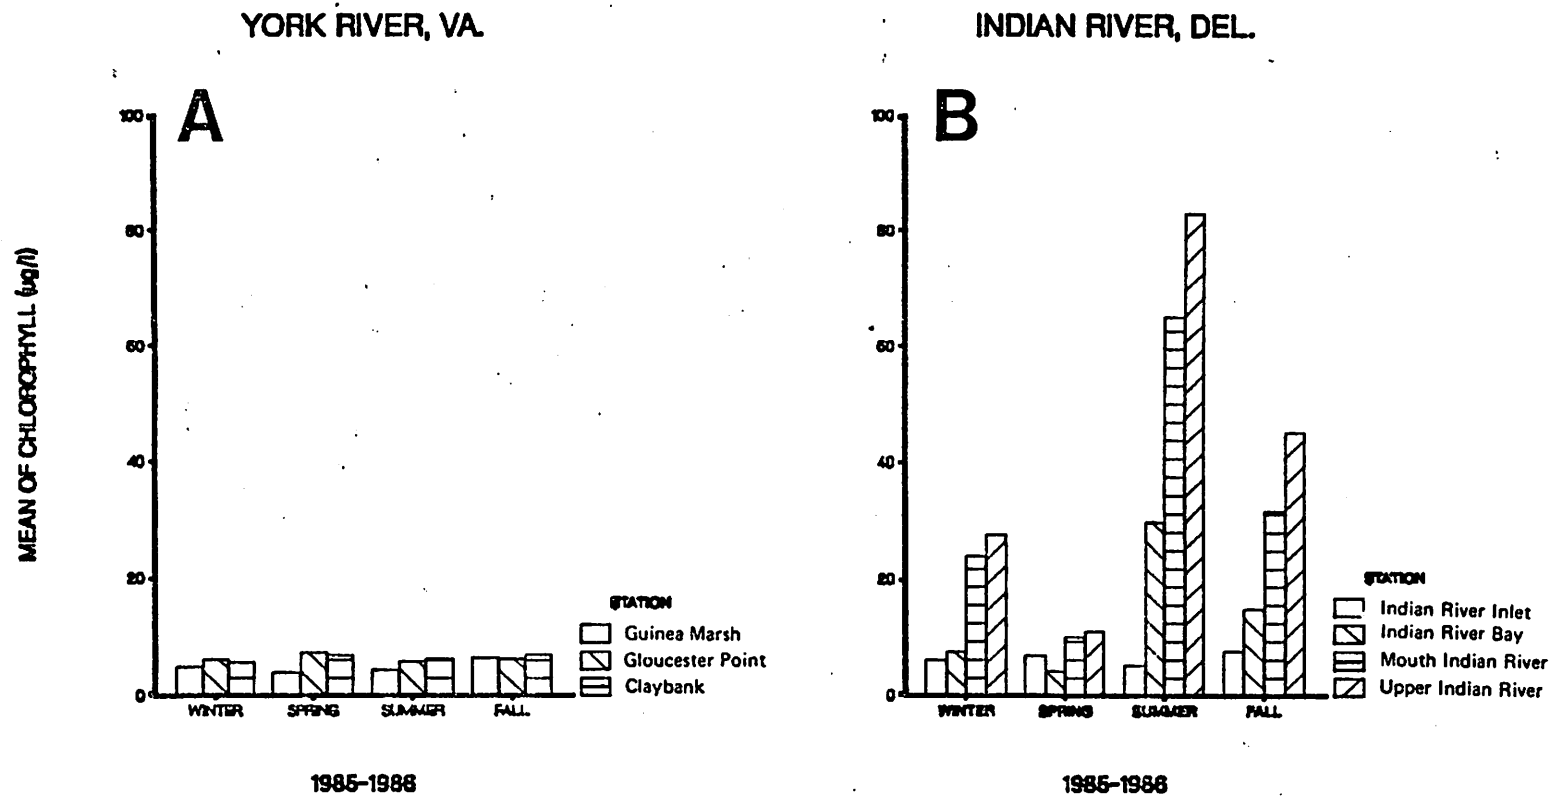 YORK RIVER, VA.
INDIAN RIVER, DEL.
A
B
MEAN OF CHLOROPHYLL (µg/l)
100
80
60
40
20
0
WINTER SPRING SUMMER FALL
1985-1986
STATION
Guinea Marsh
Gloucester Point
Claybank
100
80
60
40
20
0
WINTER SPRING SUMMER FALL
1985-1986
STATION
Indian River Inlet
Indian River Bay
Mouth Indian River
Upper Indian River